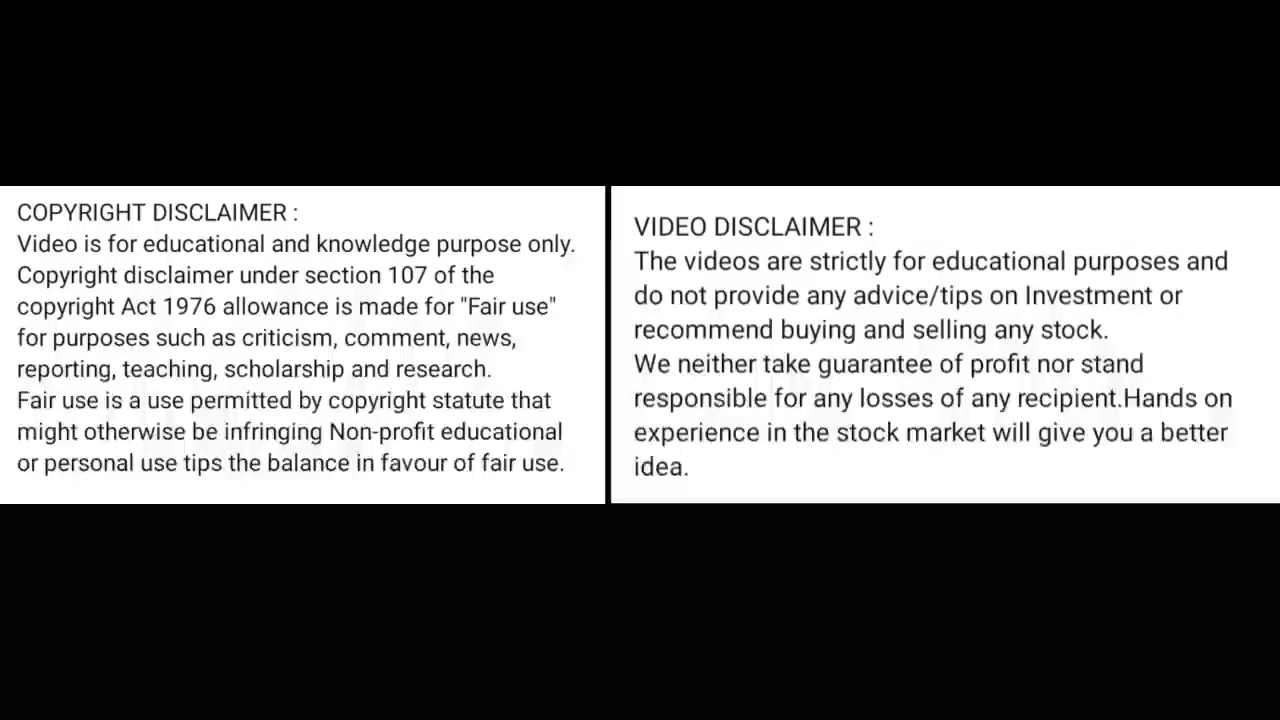 COPYRIGHT DISCLAIMER :
Video is for educational and knowledge purpose only.
Copyright disclaimer under section 107 of the
copyright Act 1976 allowance is made for "Fair use"
for purposes such as criticism, comment, news,
reporting, teaching, scholarship and research.
Fair use is a use permitted by copyright statute that
might otherwise be infringing Non-profit educational
or personal use tips the balance in favour of fair use.
VIDEO DISCLAIMER :
The videos are strictly for educational purposes and
do not provide any advice/tips on Investment or
recommend buying and selling any stock.
We neither take guarantee of profit nor stand
responsible for any losses of any recipient.Hands on
experience in the stock market will give you a better
idea.